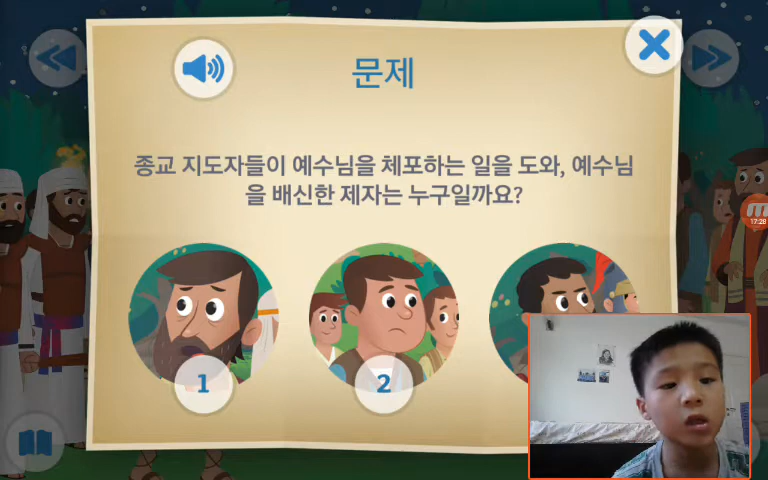 문제
종교 지도자들이 예수님을 체포하는 일을 도와, 예수님
을 배신한 제자는 누구일까요?
1
2
17:28